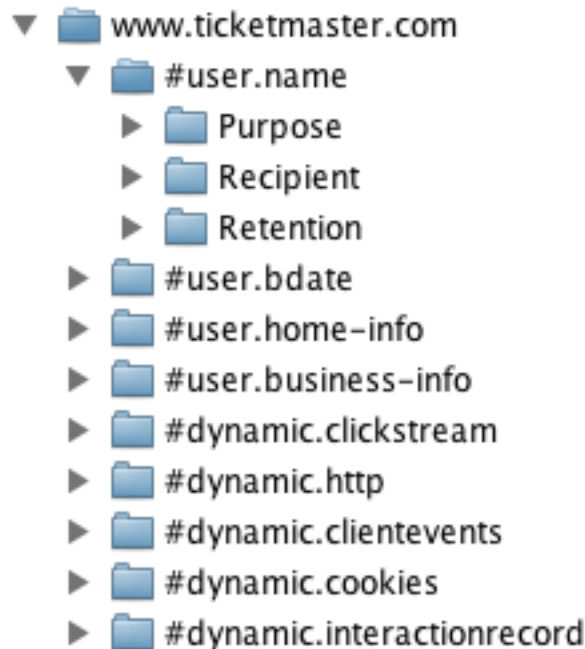 www.ticketmaster.com
#user.name
Purpose
Recipient
Retention
#user.bdate
#user.home-info
#user.business-info
#dynamic.clickstream
#dynamic.http
#dynamic.clientevents
#dynamic.cookies
#dynamic.interactionrecord